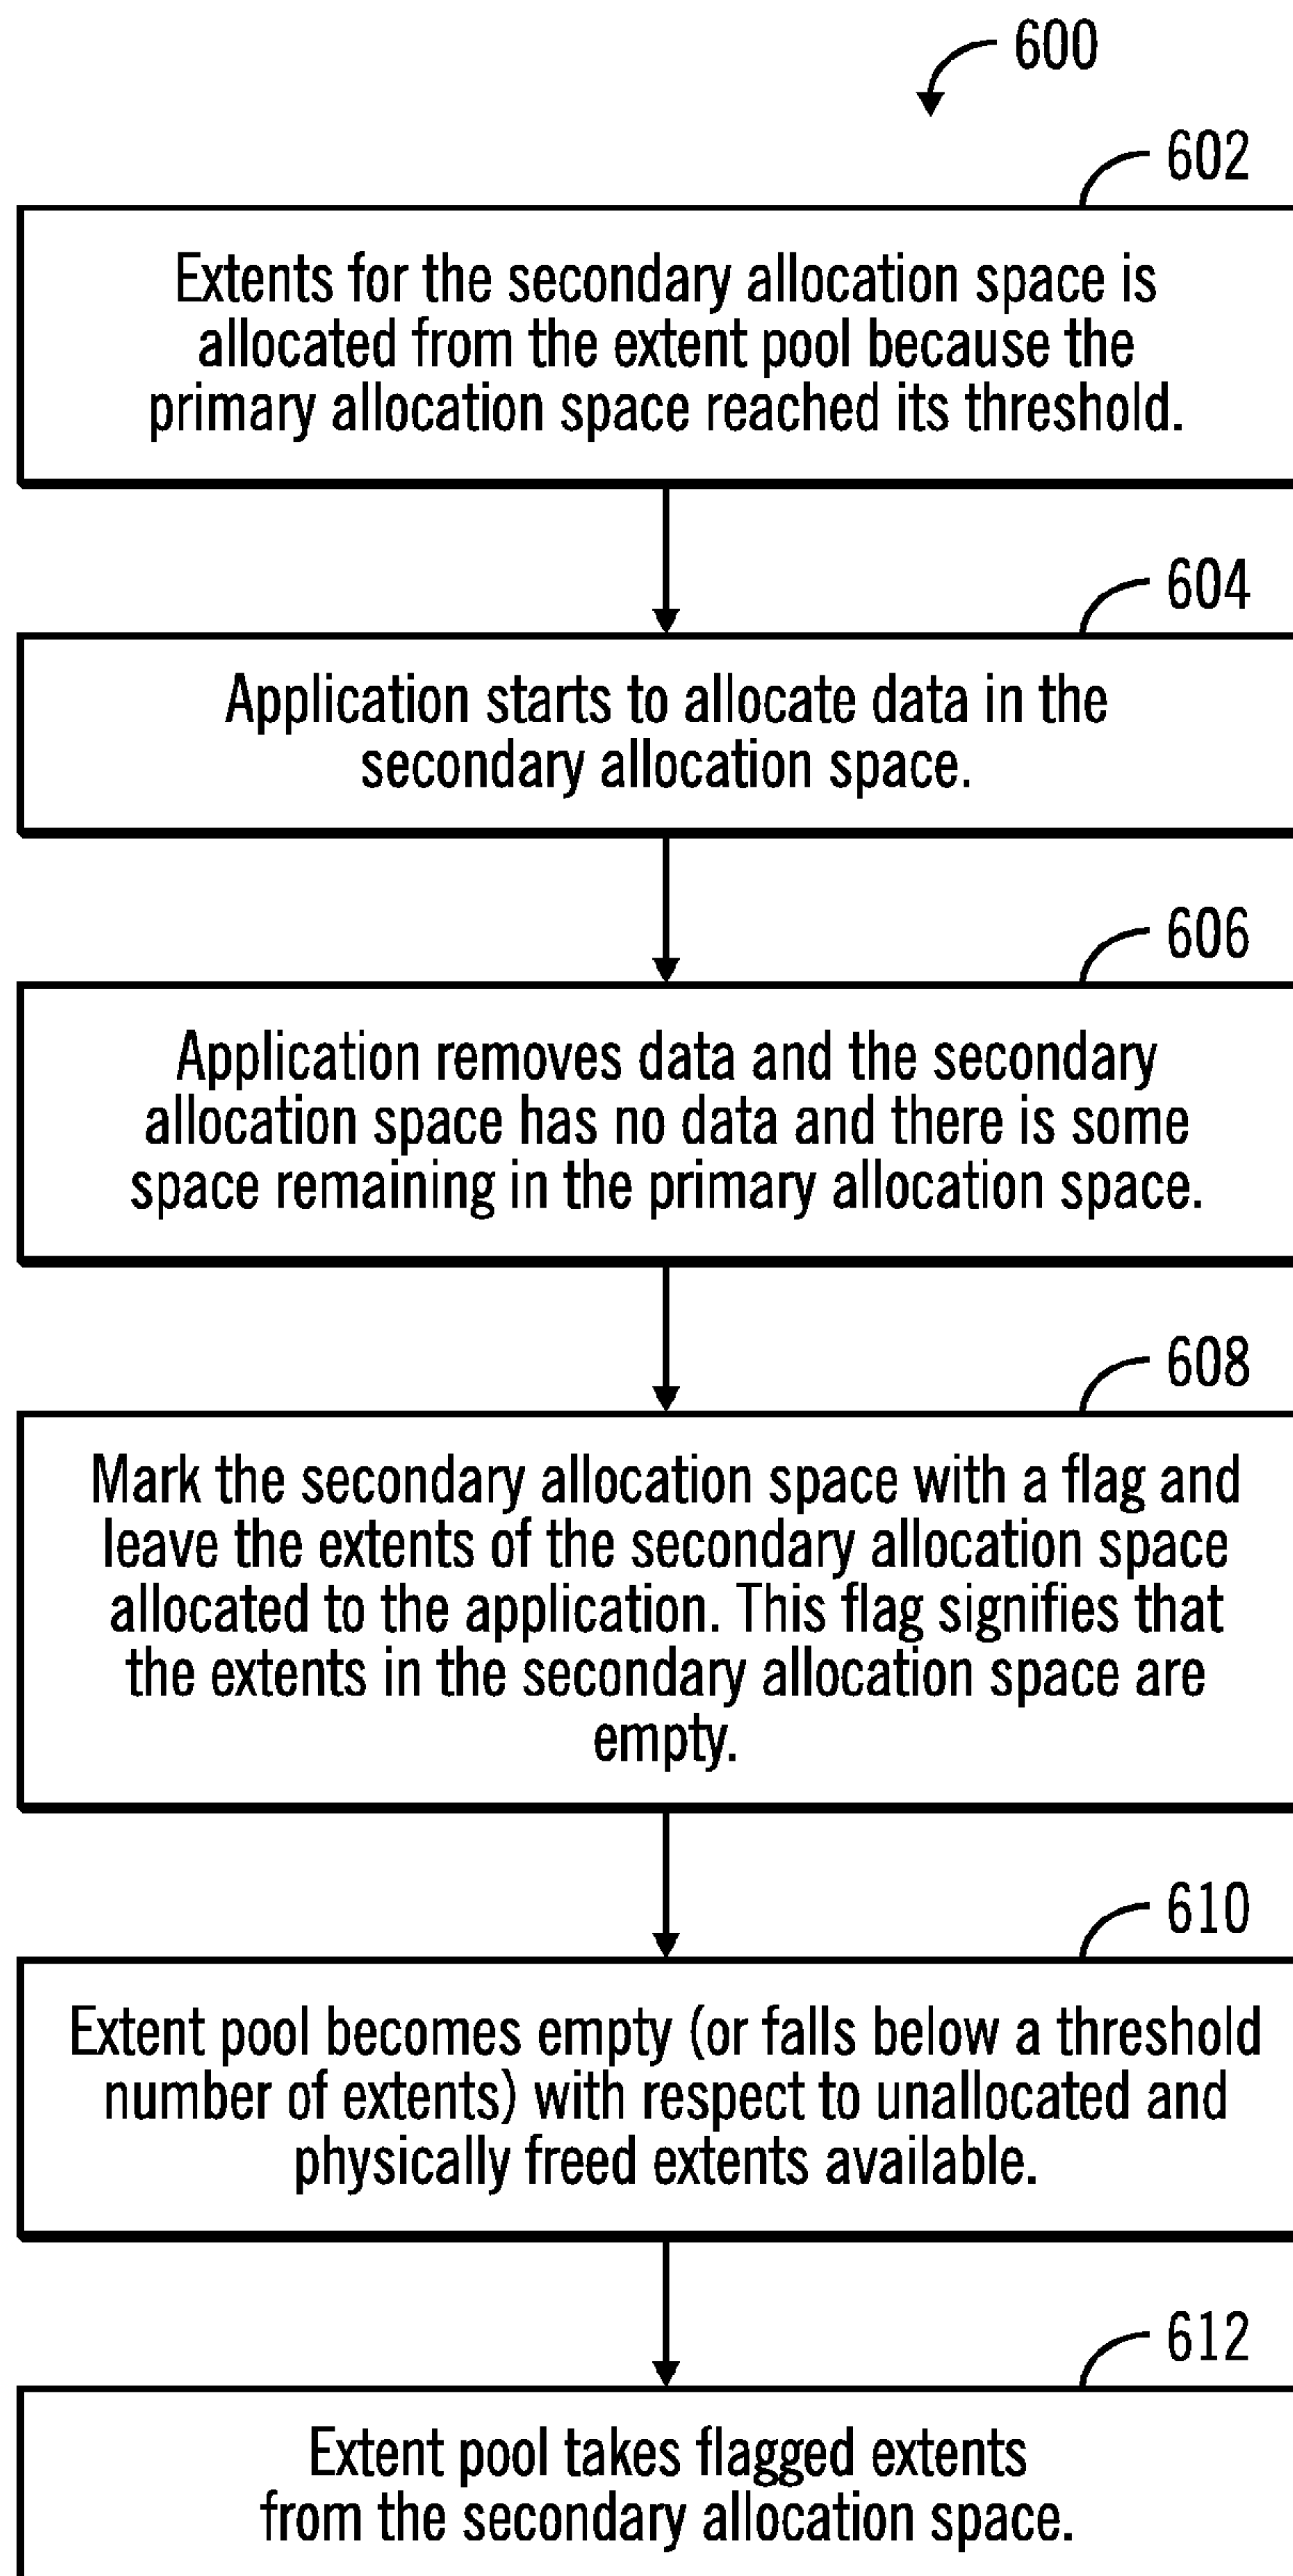 600
602
Extents for the secondary allocation space is
allocated from the extent pool because the
primary allocation space reached its threshold.
604
Application starts to allocate data in the
secondary allocation space.
606
Application removes data and the secondary
allocation space has no data and there is some
space remaining in the primary allocation space.
608
Mark the secondary allocation space with a flag and
leave the extents of the secondary allocation space
allocated to the application. This flag signifies that
the extents in the secondary allocation space are
empty.
610
Extent pool becomes empty (or falls below a threshold
number of extents) with respect to unallocated and
physically freed extents available.
612
Extent pool takes flagged extents
from the secondary allocation space.